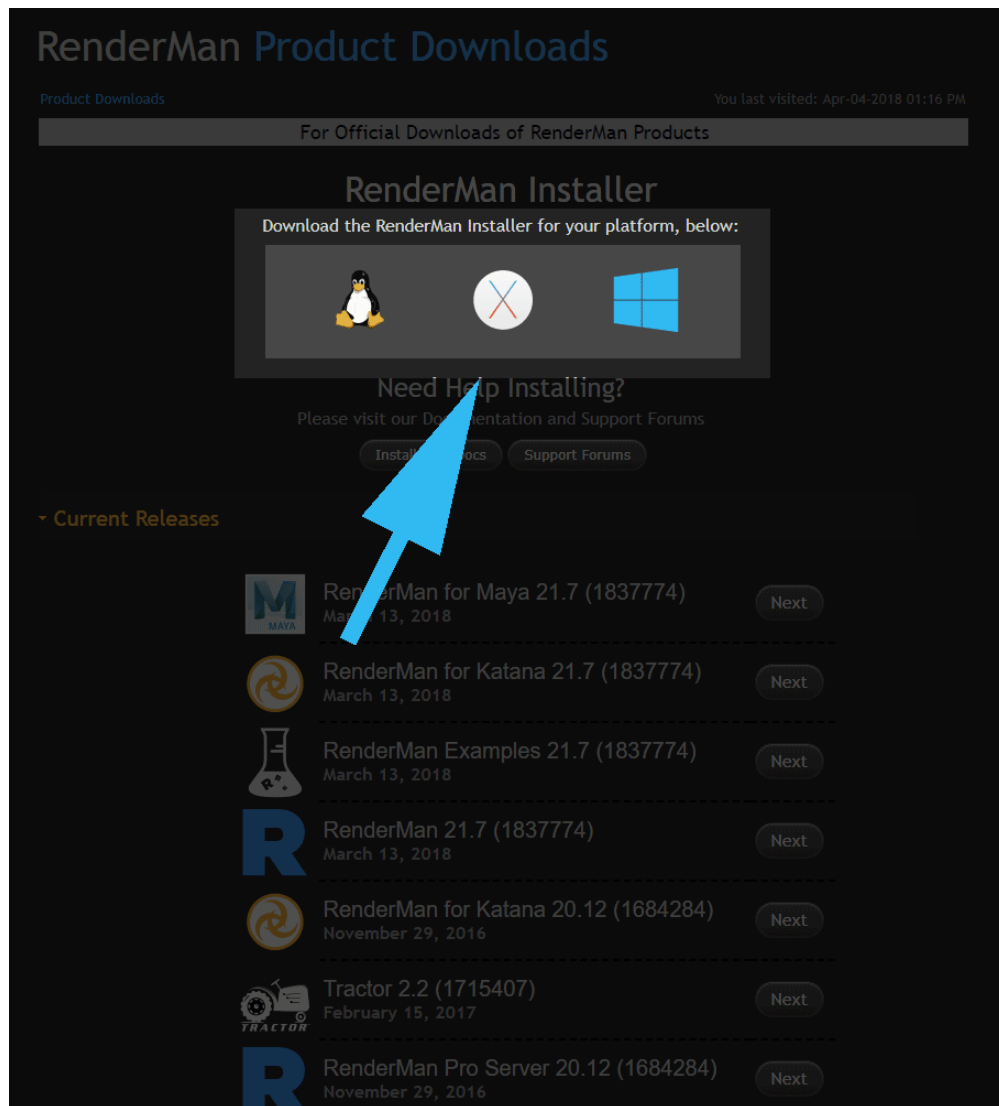 RenderMan Product Downloads
Product Downloads
You last visited: Apr-04-2018 01:16 PM
For Official Downloads of RenderMan Products
RenderMan Installer
Download the RenderMan Installer for your platform, below:
Need Help Installing?
Please visit our Documentation and Support Forums
Support Forums
Current Releases
MAYA
RenderMan for Maya 21.7 (1837774)
March 13, 2018
Next
RenderMan for Katana 21.7 (1837774)
March 13, 2018
Next
RenderMan Examples 21.7 (1837774)
March 13, 2018
Next
RenderMan 21.7 (1837774)
March 13, 2018
Next
RenderMan for Katana 20.12 (1684284)
November 29, 2016
Next
TRACTOR
Tractor 2.2 (1715407)
February 15, 2017
Next
RenderMan Pro Server 20.12 (1684284)
November 29, 2016
Next